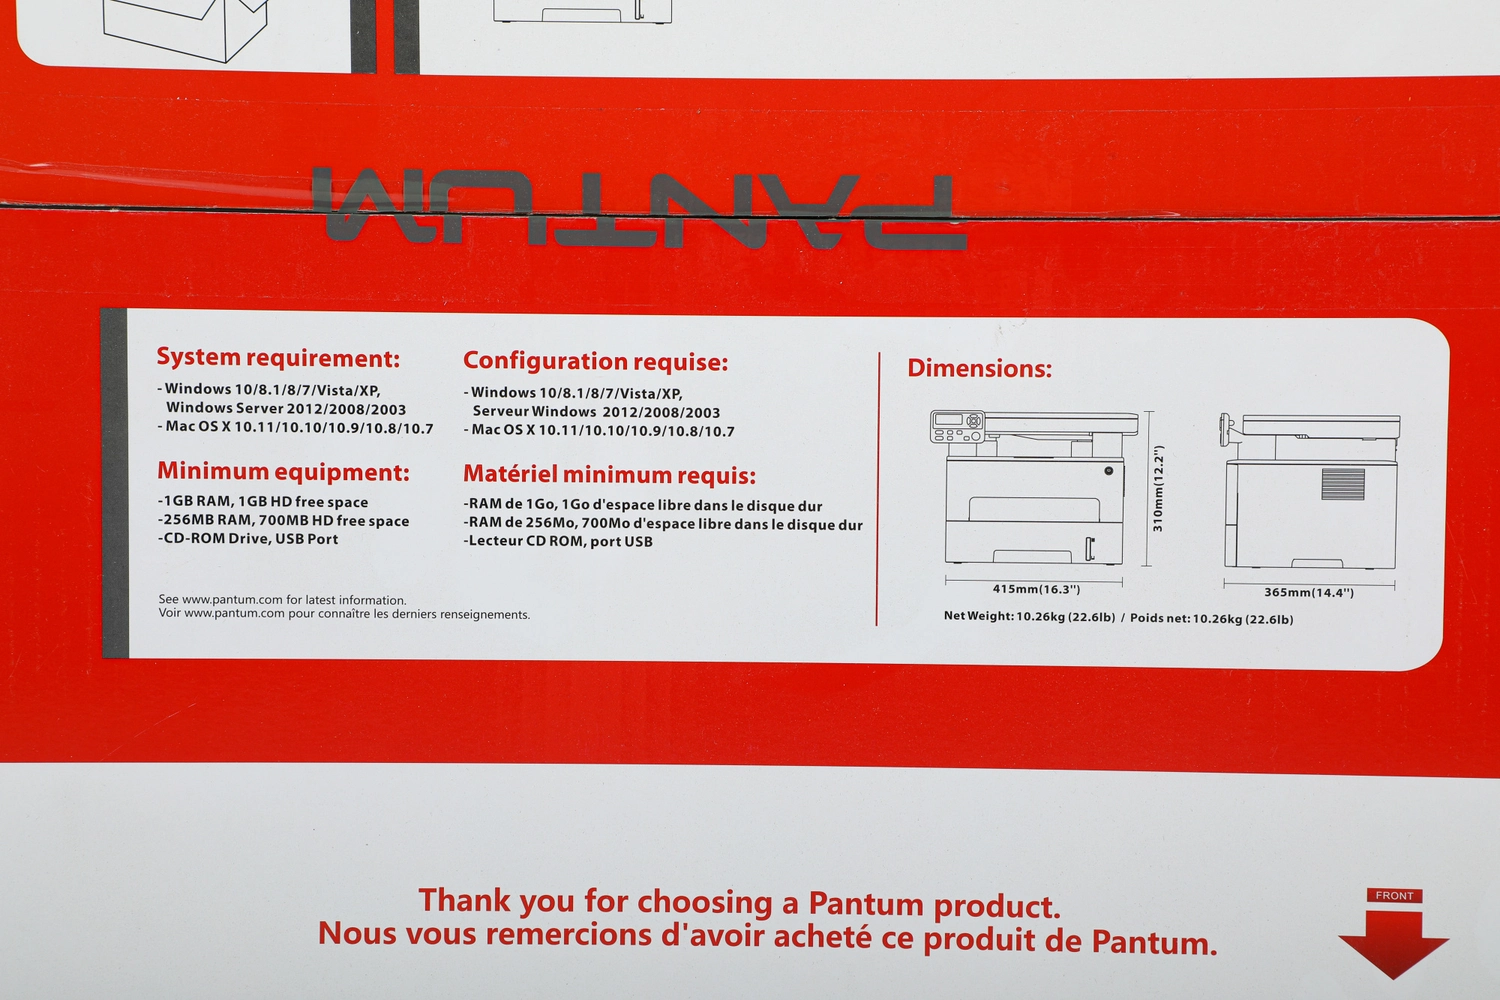 PANTUM
System requirement:
- Windows 10/8.1/8/7/Vista/XP,
Windows Server 2012/2008/2003
- Mac OS X 10.11/10.10/10.9/10.8/10.7
Minimum equipment:
-1GB RAM, 1GB HD free space
-256MB RAM, 700MB HD free space
-CD-ROM Drive, USB Port
Configuration requise:
- Windows 10/8.1/8/7/Vista/XP,
Serveur Windows 2012/2008/2003
- Mac OS X 10.11/10.10/10.9/10.8/10.7
Matériel minimum requis:
-RAM de 1Go, 1Go d'espace libre dans le disque dur
-RAM de 256Mo, 700Mo d'espace libre dans le disque dur
-Lecteur CD ROM, port USB
See www.pantum.com for latest information.
Voir www.pantum.com pour connaître les derniers renseignements.
Dimensions:
310mm(12.2'')
415mm(16.3'')
365mm(14.4'')
Net Weight: 10.26kg (22.6lb) / Poids net: 10.26kg (22.6lb)
Thank you for choosing a Pantum product.
Nous vous remercions d'avoir acheté ce produit de Pantum.
FRONT